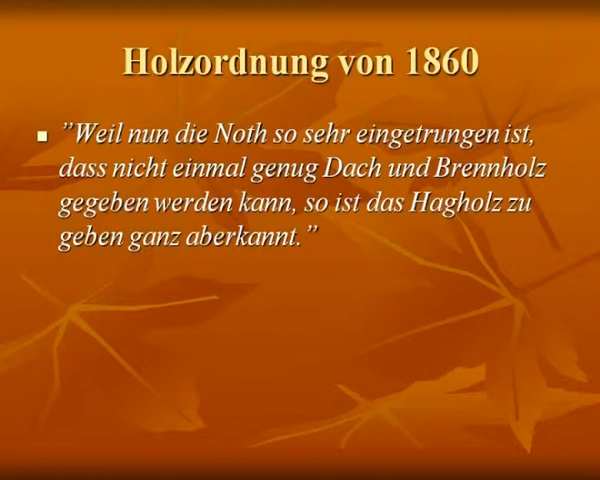 Holzordnung von 1860
”Weil nun die Noth so sehr eingetrungen ist,
dass nicht einmal genug Dach und Brennholz
gegeben werden kann, so ist das Hagholz zu
geben ganz aberkannt.”